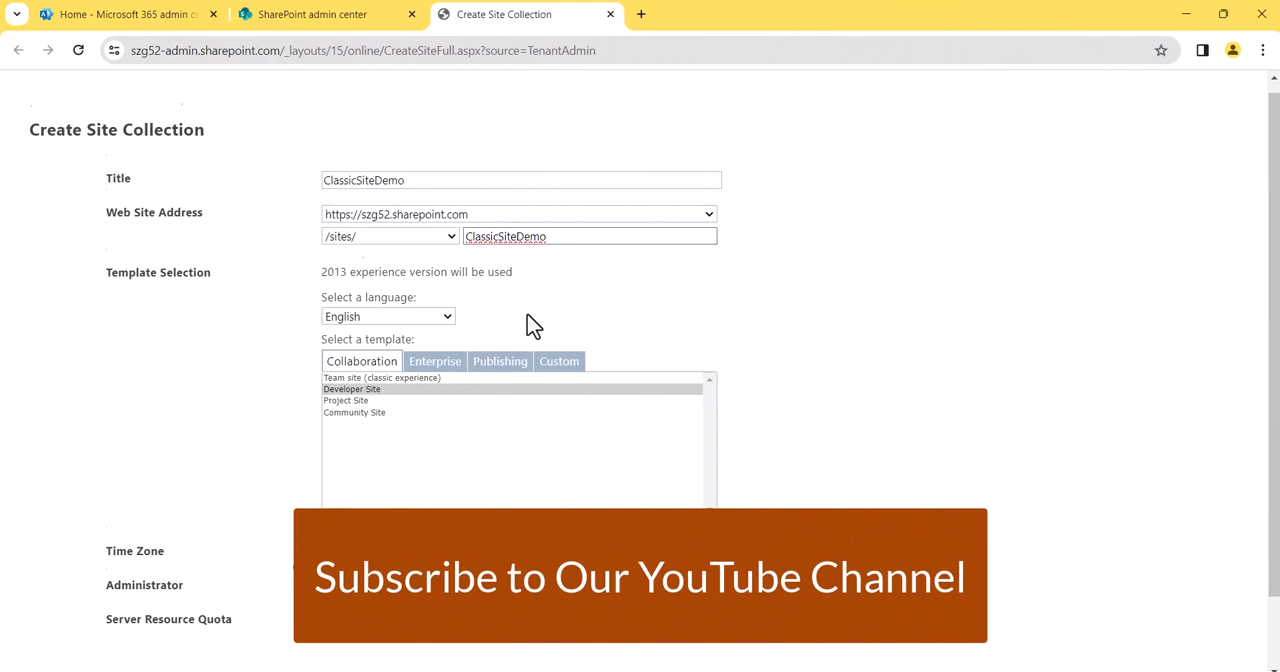 Home - Microsoft 365 admin ce
SharePoint admin center
Create Site Collection
szg52-admin.sharepoint.com/_layouts/15/online/CreateSiteFull.aspx?source=TenantAdmin
Create Site Collection
Title
ClassicSiteDemo
Web Site Address
https://szg52.sharepoint.com
/sites/
ClassicSiteDemo
Template Selection
2013 experience version will be used
Select a language:
English
Select a template:
Collaboration Enterprise Publishing Custom
Team site (classic experience)
Developer Site
Project Site
Community Site
Time Zone
Administrator
Server Resource Quota
Subscribe to Our YouTube Channel